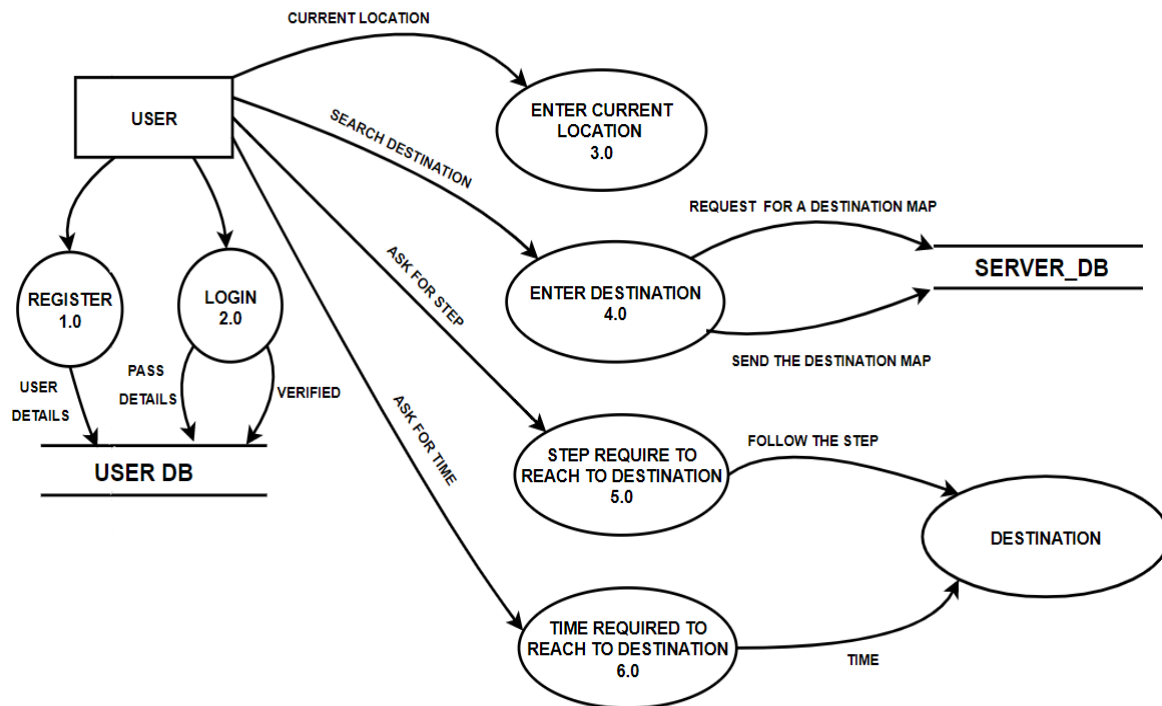 CURRENT LOCATION
USER
ENTER CURRENT
LOCATION
3.0
SEARCH DESTINATION
REQUEST FOR A DESTINATION MAP
SERVER_DB
ENTER DESTINATION
4.0
SEND THE DESTINATION MAP
REGISTER
1.0
LOGIN
2.0
ASK FOR STEP
USER
DETAILS
PASS
DETAILS
VERIFIED
USER DB
ASK FOR TIME
STEP REQUIRE TO
REACH TO DESTINATION
5.0
FOLLOW THE STEP
DESTINATION
TIME REQUIRED TO
REACH TO DESTINATION
6.0
TIME